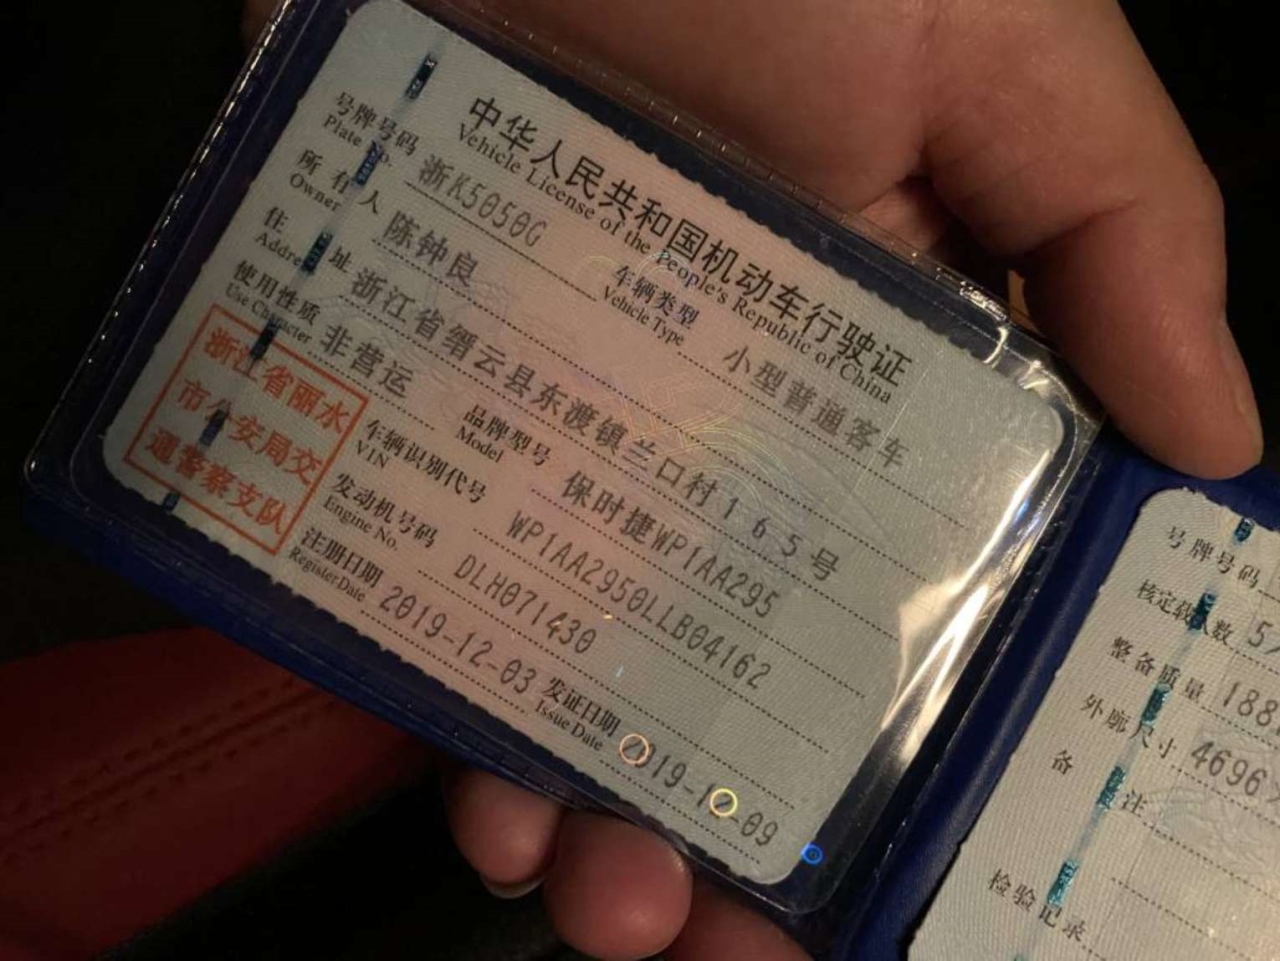 中华人民共和国机动车行驶证
Vehicle License of the People's Republic of China
号牌号码 浙K5050G 车辆类型 小型普通客车
Plate No. Vehicle Type
所有人 陈钟良
Owner
住址 浙江省缙云县东渡镇兰口村165号
Address
使用性质 非营运 品牌型号 保时捷WP1AA295
Use Character Model
浙江省丽水
市公安局交
通警察支队
车辆识别代号 WP1AA2950LLB04162
VIN
发动机号码 DLH071430
Engine No.
注册日期 2019-12-03 发证日期 2019-12-09
Register Date Issue Date
号牌号码
核定载人数 5
整备质量 188
外廓尺寸 4696×
备注
检验记录